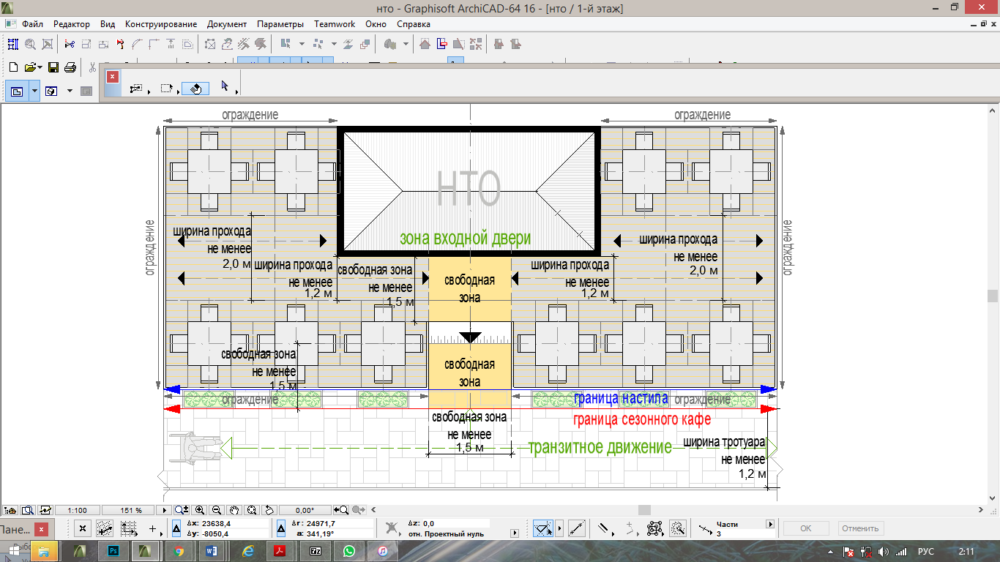 нто - Graphisoft ArchiCAD-64 16 - [нто / 1-й этаж]
Файл Редактор Вид Конструирование Документ Параметры Teamwork Окно Справка
ограждение
ограждение
НТО
зона входной двери
ограждение
ограждение
ширина прохода
не менее
2,0 м
ширина прохода
не менее
2,0 м
ширина прохода
не менее
1,2 м
свободная зона
не менее
1,5 м
свободная
зона
ширина прохода
не менее
1,2 м
свободная зона
не менее
1,5 м
свободная
зона
ограждение
граница настила
ограждение
граница сезонного кафе
свободная зона
не менее
1,5 м
транзитное движение
ширина тротуара
не менее
1,2 м
1:100
151 %
0,00°
Пане...
Δx: 23638,4
Δy: -8050,4
Δr: 24971,7
a: 341,19°
Δz: 0,0
отн. Проектный нуль
Части
3
ОК
Отменить
Ps
7z
РУС
2:11